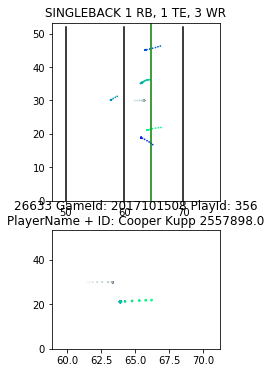 SINGLEBACK 1 RB, 1 TE, 3 WR
50
40
30
20
10
0
50 60 70
26633 GameId: 2017101508 PlayId: 356
PlayerName + ID: Cooper Kupp 2557898.0
40
20
0
60.0 62.5 65.0 67.5 70.0